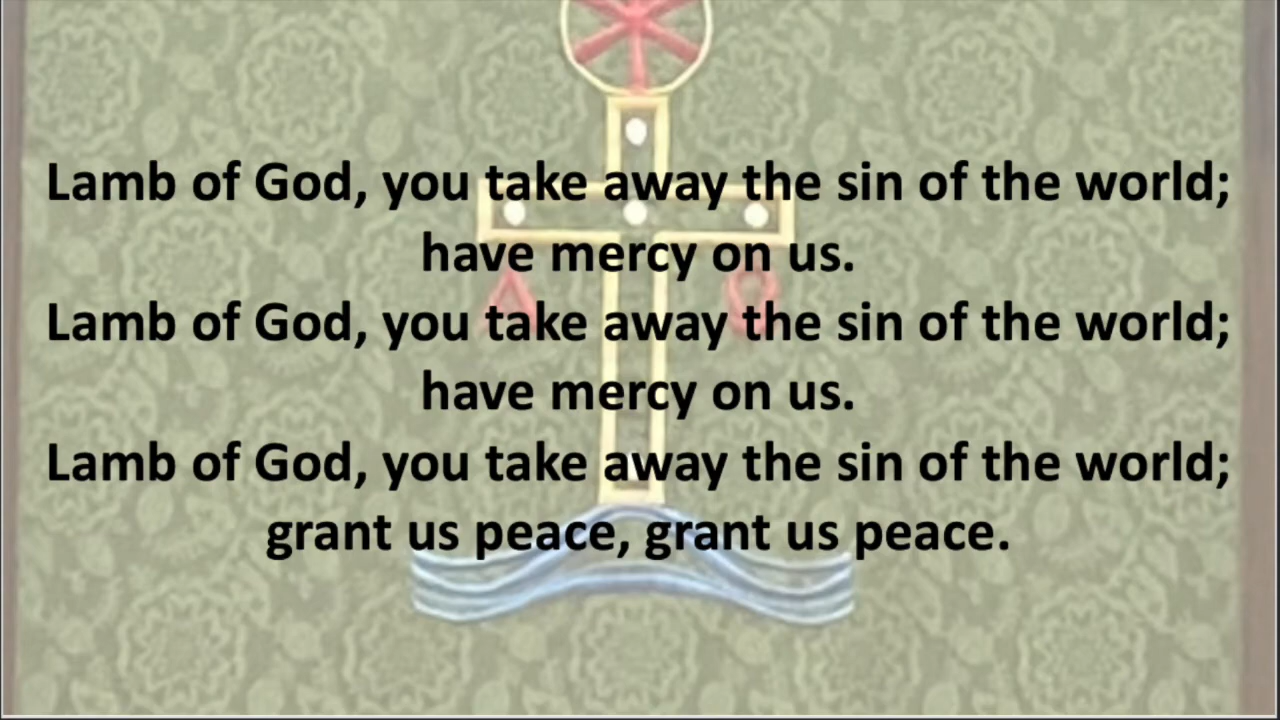 Lamb of God, you take away the sin of the world;
have mercy on us.
Lamb of God, you take away the sin of the world;
have mercy on us.
Lamb of God, you take away the sin of the world;
grant us peace, grant us peace.
Α Ω